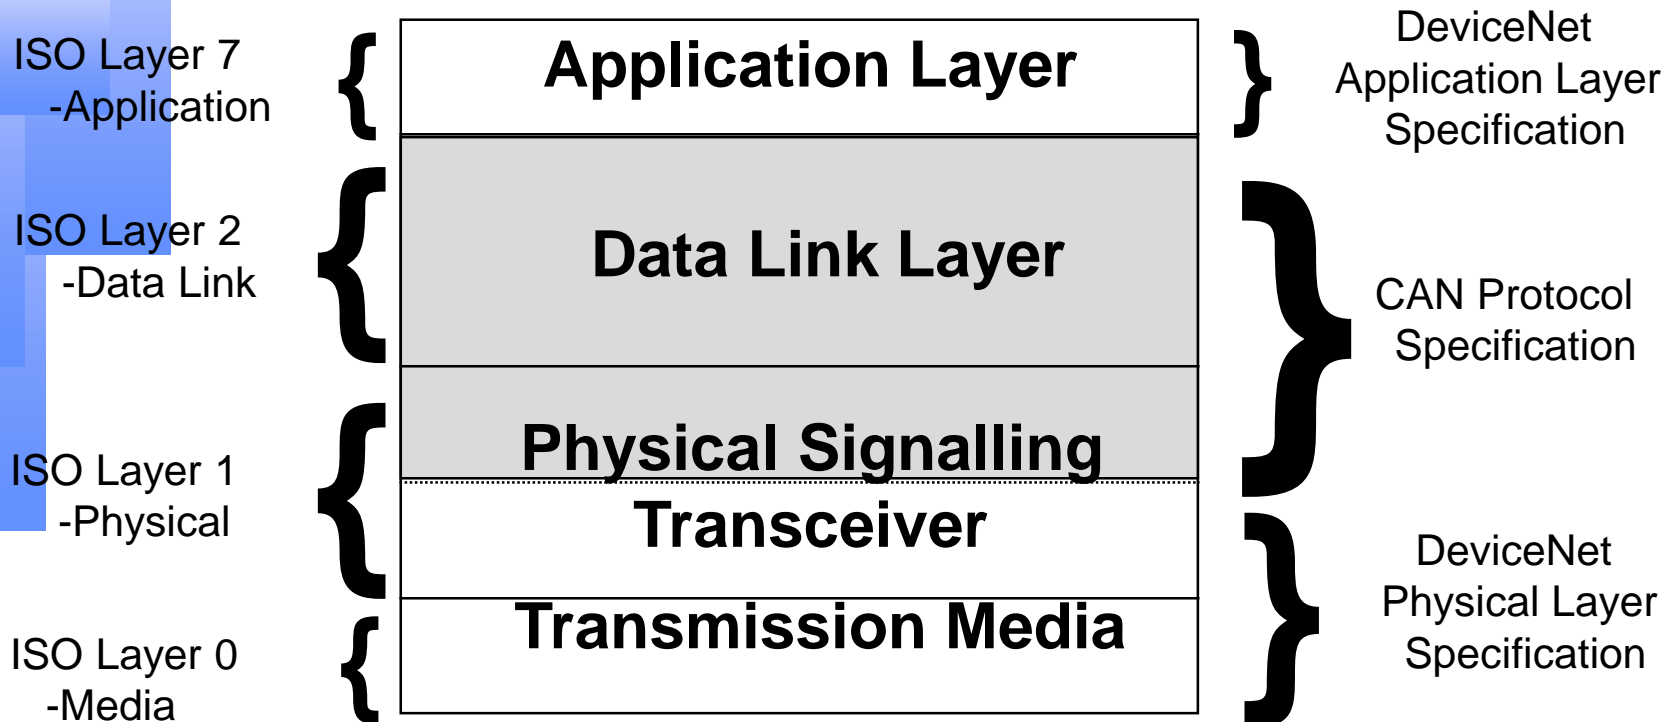 ISO Layer 7
-Application
Application Layer
DeviceNet
Application Layer
Specification
ISO Layer 2
-Data Link
Data Link Layer
CAN Protocol
Specification
ISO Layer 1
-Physical
Physical Signalling
Transceiver
DeviceNet
Physical Layer
Specification
ISO Layer 0
-Media
Transmission Media